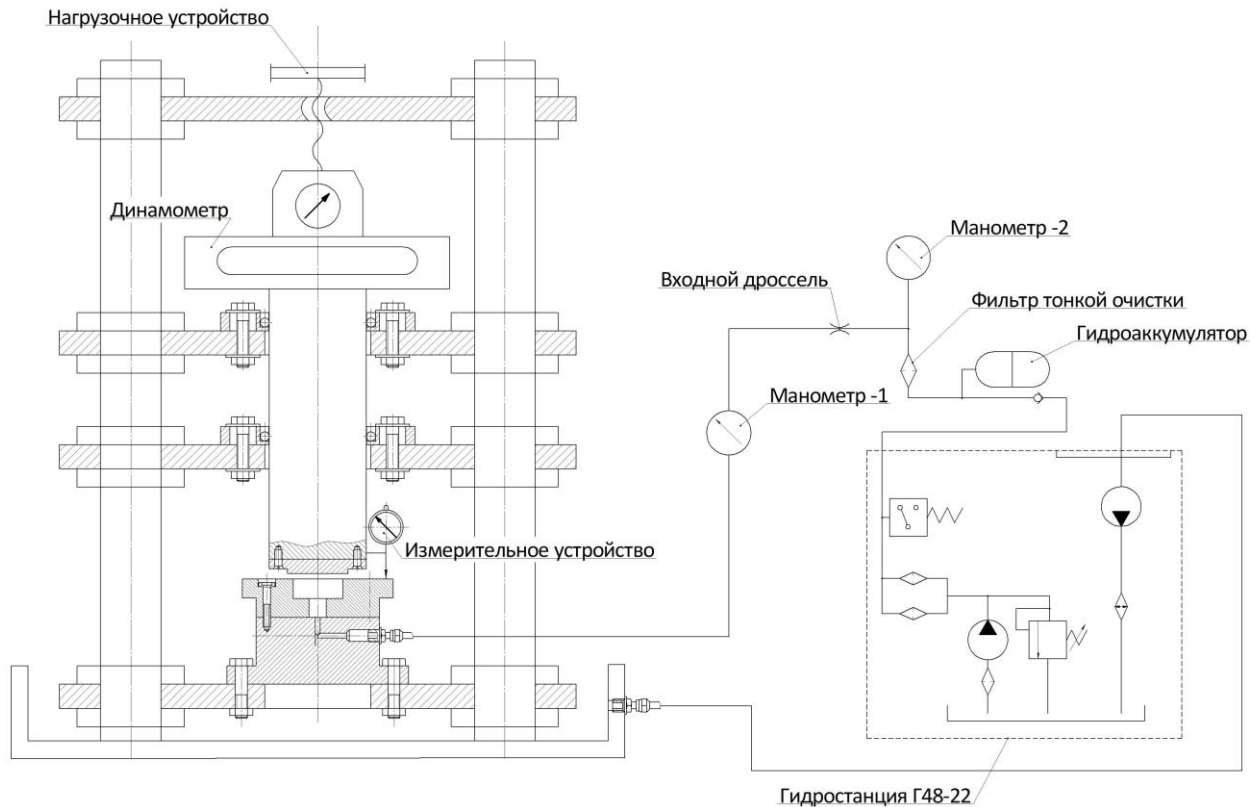 Нагрузочное устройство
Динамометр
Манометр -2
Входной дроссель
Фильтр тонкой очистки
Гидроаккумулятор
Манометр -1
Измерительное устройство
Гидростанция Г48-22